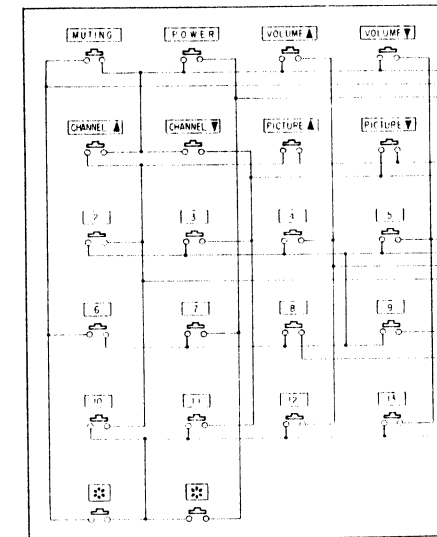 MUTING POWER VOLUME▲ VOLUME▼
CHANNEL ▲ CHANNEL ▼ PICTURE ▲ PICTURE ▼
2 3 4 5
6 7 8 9
10 11 12 13